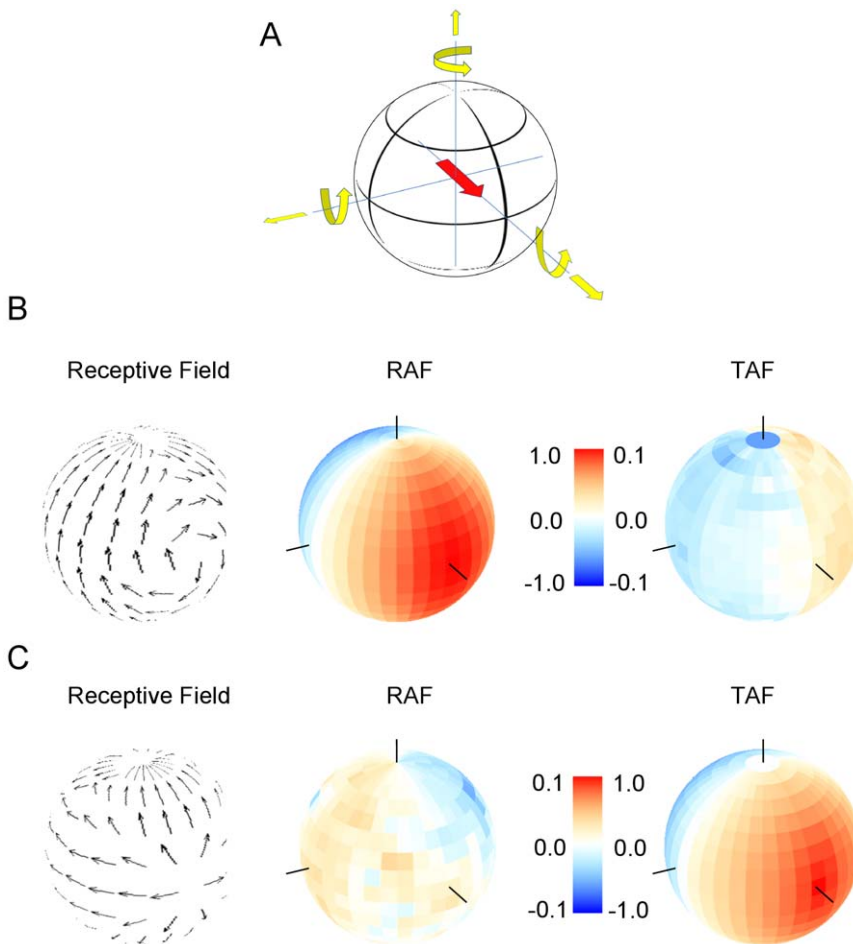 A
B
Receptive Field RAF TAF
1.0 0.1
0.0 0.0
-1.0 -0.1
C
Receptive Field RAF TAF
0.1 1.0
0.0 0.0
-0.1 -1.0